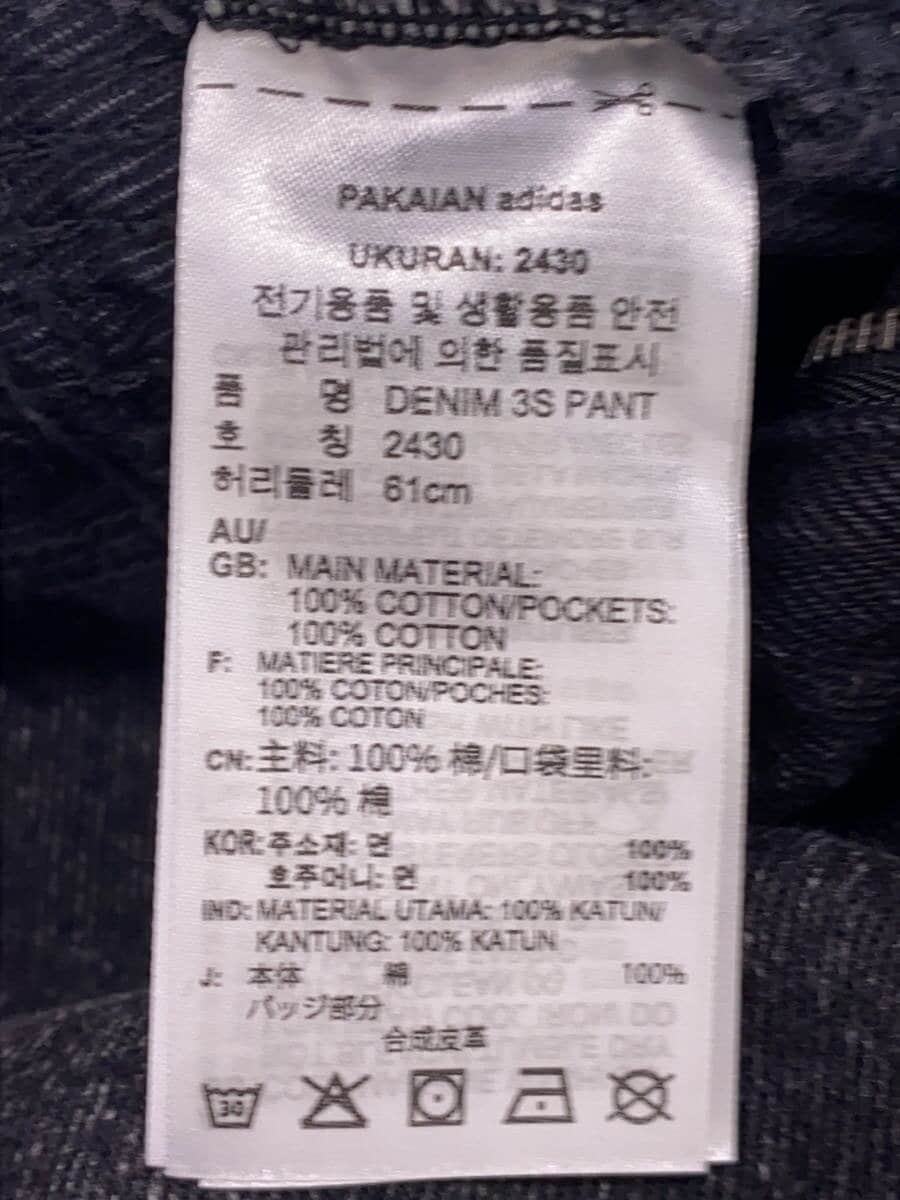 PAKAIAN adidas
UKURAN: 2430
전기용품 및 생활용품 안전
관리법에 의한 품질표시
품 명 DENIM 3S PANT
호 칭 2430
허리둘레 61cm
AU/
GB: MAIN MATERIAL:
100% COTTON/POCKETS:
100% COTTON
F: MATIERE PRINCIPALE:
100% COTON/POCHES:
100% COTON
CN: 主料: 100% 棉/口袋里料:
100% 棉
KOR: 주소재: 면 100%
호주머니: 면 100%
IND: MATERIAL UTAMA: 100% KATUN/
KANTUNG: 100% KATUN
J: 本体 綿 100%
パッジ部分
合成皮革
30